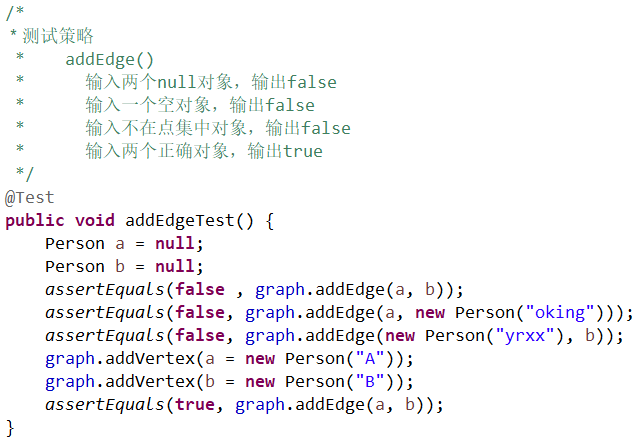 /*
 * 测试策略
 *    addEdge()
 *      输入两个null对象，输出false
 *      输入一个空对象，输出false
 *      输入不在点集中对象，输出false
 *      输入两个正确对象，输出true
 */
@Test
public void addEdgeTest() {
    Person a = null;
    Person b = null;
    assertEquals(false , graph.addEdge(a, b));
    assertEquals(false, graph.addEdge(a, new Person("oking")));
    assertEquals(false, graph.addEdge(new Person("yrxx"), b));
    graph.addVertex(a = new Person("A"));
    graph.addVertex(b = new Person("B"));
    assertEquals(true, graph.addEdge(a, b));
}